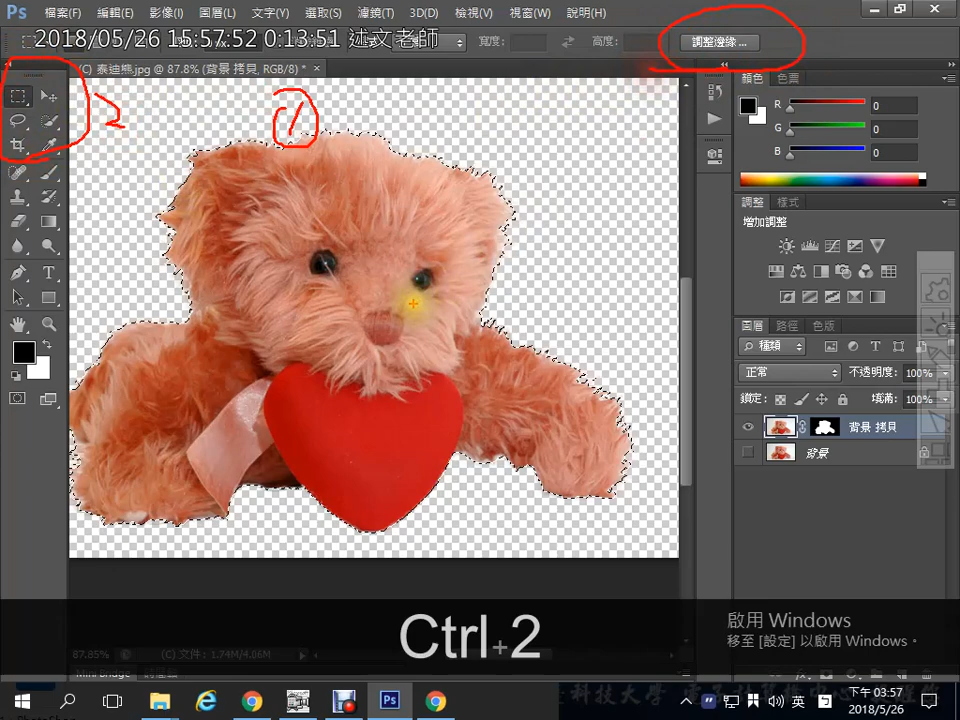 Ps 檔案(F) 編輯(E) 影像(I) 圖層(L) 文字(Y) 選取(S) 濾鏡(T) 3D(D) 檢視(V) 視窗(W) 說明(H)
2018/05/26 15:57:52 0:13:51 述文老師
寬度: 高度: 調整邊緣...
(C) 泰迪熊.jpg @ 87.8% (背景 拷貝, RGB/8) * ×
1
2
顏色 色票
R 0
G 0
B 0
調整 樣式
增加調整
圖層 路徑 色版
種類
正常 不透明度: 100%
鎖定: 填滿: 100%
背景 拷貝
背景
Ctrl+2
啟用 Windows
移至 [設定] 以啟用 Windows。
87.85% (C) 文件: 1.74M/4.06M
Mini Bridge
科技大學
英
下午 03:57
2018/5/26